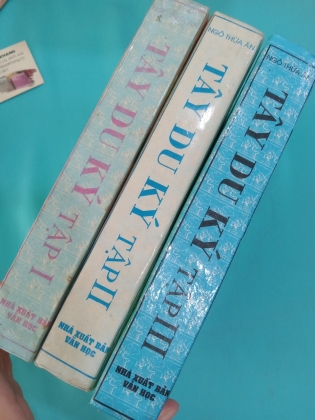 TÂY DU KÝ TẬP I
NHÀ XUẤT BẢN
VĂN HỌC
NGÔ THỪA ÂN
TÂY DU KÝ TẬP II
NHÀ XUẤT BẢN
VĂN HỌC
NGÔ THỪA ÂN
TÂY DU KÝ TẬP III
NHÀ XUẤT BẢN
VĂN HỌC